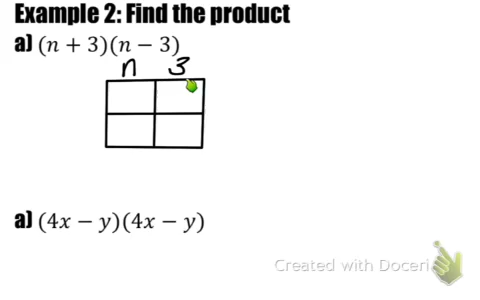 Example 2: Find the product
a) (n + 3)(n − 3)
n 3
a) (4x − y)(4x − y)
Created with Doceri